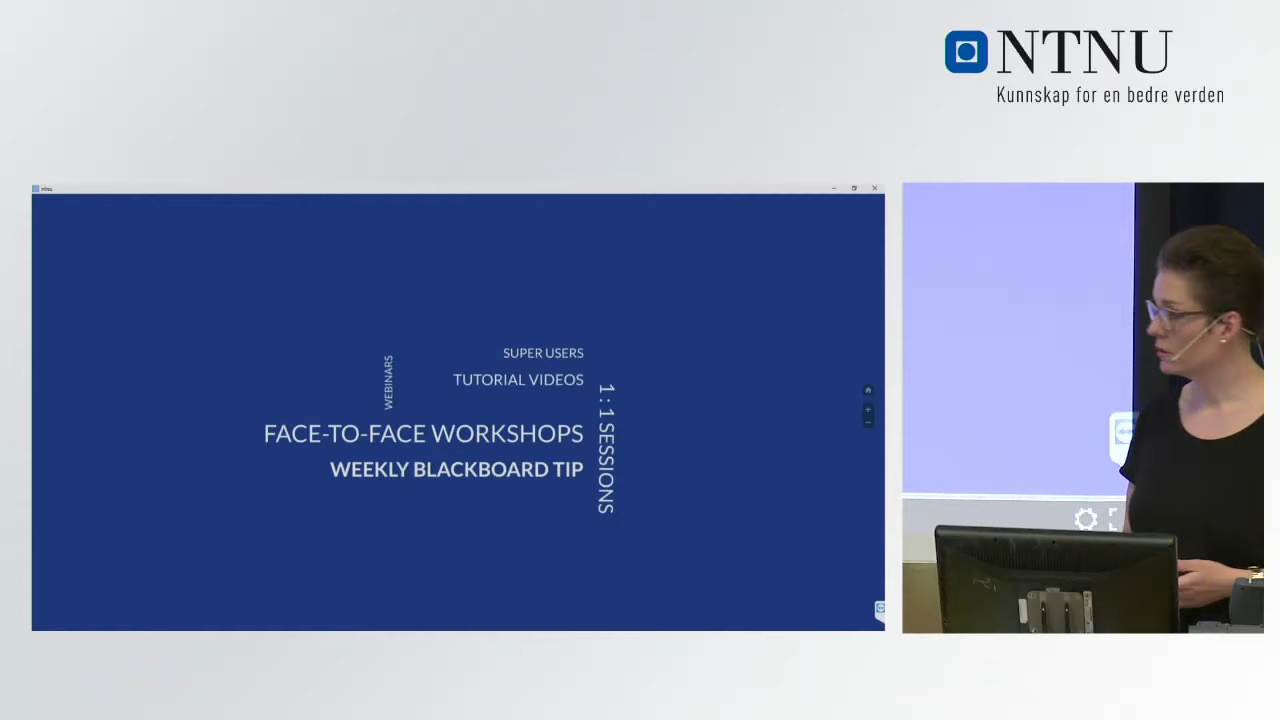 NTNU
Kunnskap for en bedre verden
ntnu
SUPER USERS
WEBINARS
TUTORIAL VIDEOS
1 : 1 SESSIONS
FACE-TO-FACE WORKSHOPS
WEEKLY BLACKBOARD TIP